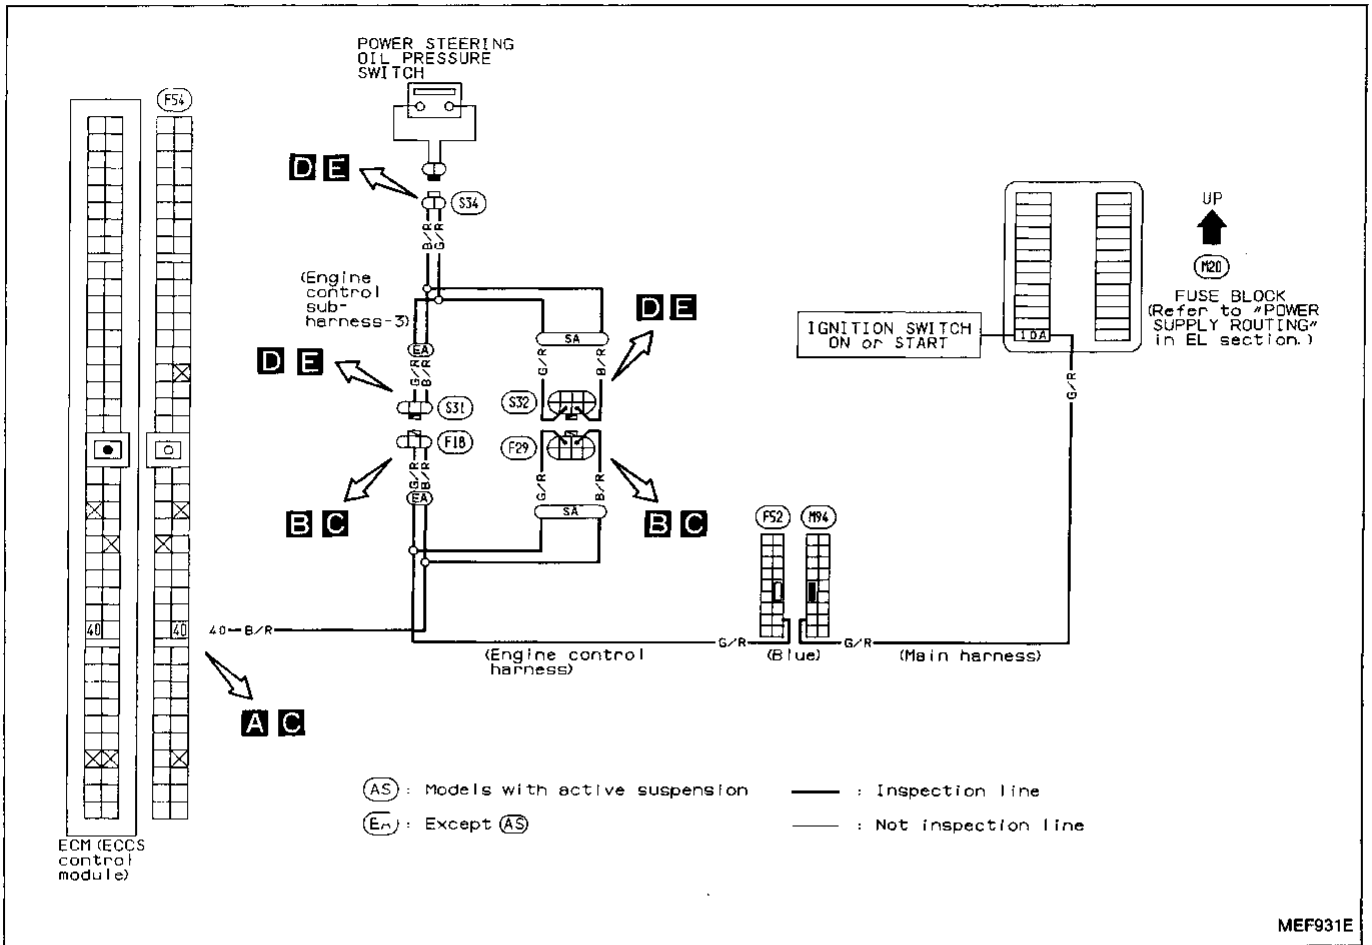 POWER STEERING
OIL PRESSURE
SWITCH
F54
D E
S34
B/R
G/R
(Engine
control
sub-
harness-3)
EA
SA
D E
D E
G/R
B/R
G/R
B/R
S31
S32
F18
F29
G/R
B/R
G/R
B/R
EA
SA
B C
B C
UP
M20
FUSE BLOCK
(Refer to "POWER
SUPPLY ROUTING"
in EL section.)
IGNITION SWITCH
ON or START
10A
G/R
F52
M94
40
40
40 B/R
G/R
(Blue)
G/R
(Engine control
harness)
(Main harness)
A C
AS : Models with active suspension
: Inspection line
: Except AS
: Not inspection line
ECM (ECCS
control
module)
MEF931E